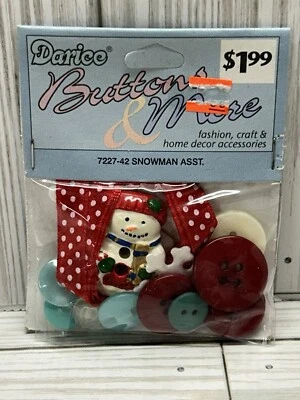 Darice
$1.99
Buttons
& More
fashion, craft &
home decor accessories
7227-42 SNOWMAN ASST.